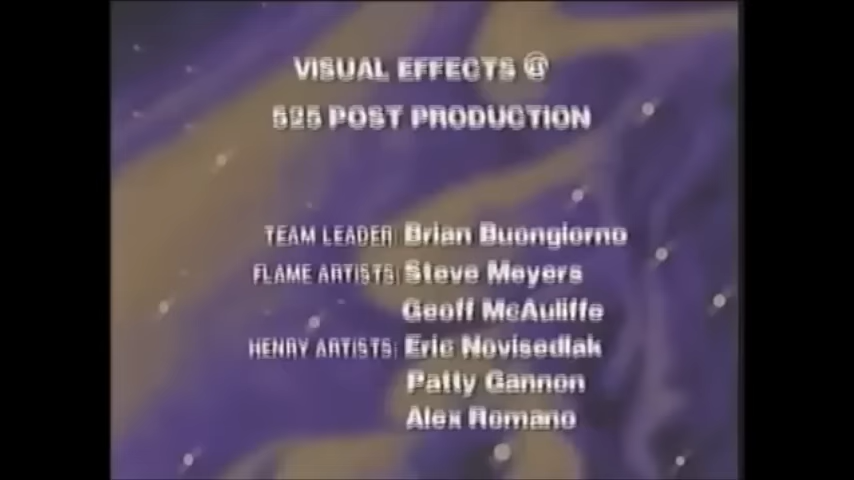 VISUAL EFFECTS @
525 POST PRODUCTION
TEAM LEADER: Brian Buongiorno
FLAME ARTISTS: Steve Meyers
Geoff McAuliffe
HENRY ARTISTS: Eric Novisedlak
Patty Gannon
Alex Romano